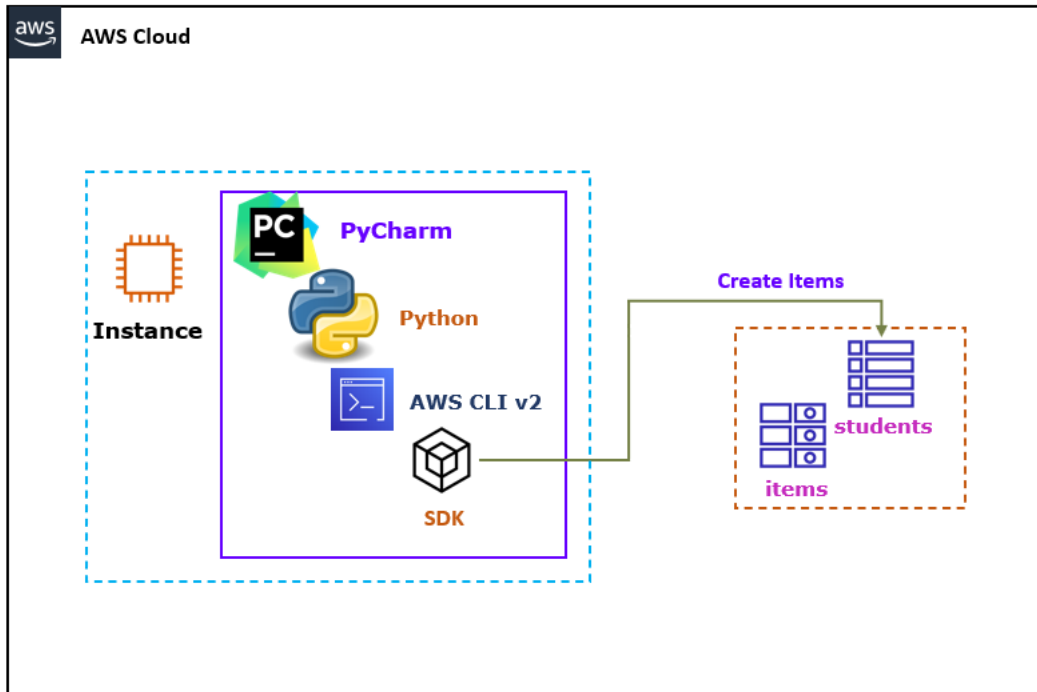 aws
AWS Cloud
PC
PyCharm
Instance
Python
AWS CLI v2
SDK
Create Items
students
items